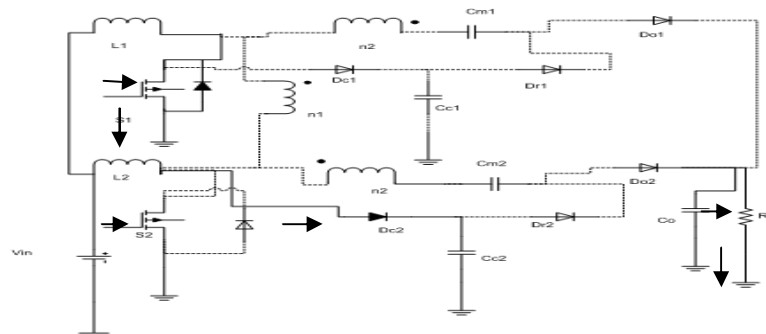 Cm1
Do1
L1
n2
Dc1
Dr1
Cc1
n1
S1
L2
Cm2
Do2
n2
Co
R
S2
Dc2
Dr2
Vin
Cc2